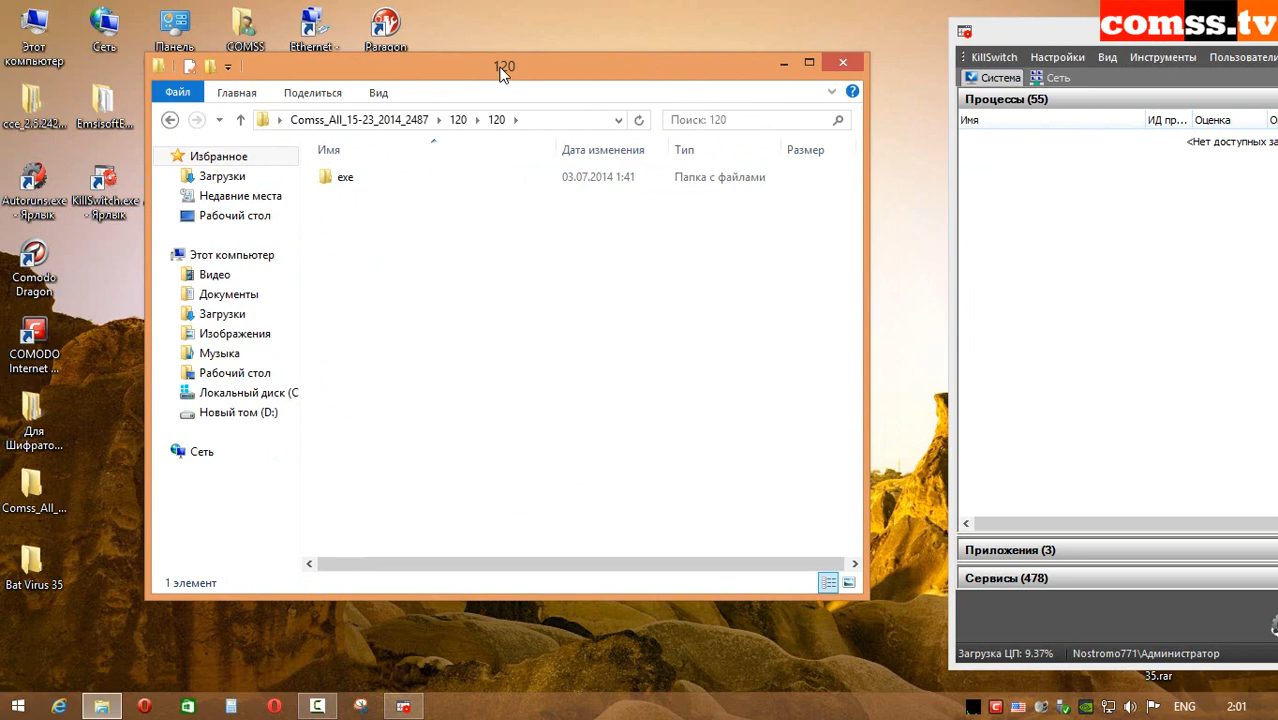 comss.tv
Этот компьютер
Сеть
Панель
COMSS
Ethernet -
Paragon
cce_2.5.242...
EmsisoftE...
Autoruns.exe - Ярлык
KillSwitch.exe - Ярлык
Comodo Dragon
COMODO Internet ...
Для Шифрато...
Comss_All_...
Bat Virus 35
120
Файл
Главная
Поделиться
Вид
Comss_All_15-23_2014_2487
120
120
Поиск: 120
Имя
Дата изменения
Тип
Размер
exe
03.07.2014 1:41
Папка с файлами
Избранное
Загрузки
Недавние места
Рабочий стол
Этот компьютер
Видео
Документы
Загрузки
Изображения
Музыка
Рабочий стол
Локальный диск (C
Новый том (D:)
Сеть
1 элемент
KillSwitch
Настройки
Вид
Инструменты
Пользователи
Система
Сеть
Процессы (55)
Имя
ИД пр...
Оценка
<Нет доступных за
Приложения (3)
Сервисы (478)
Загрузка ЦП: 9.37%
Nostromo771\Администратор
35.rar
ENG
2:01